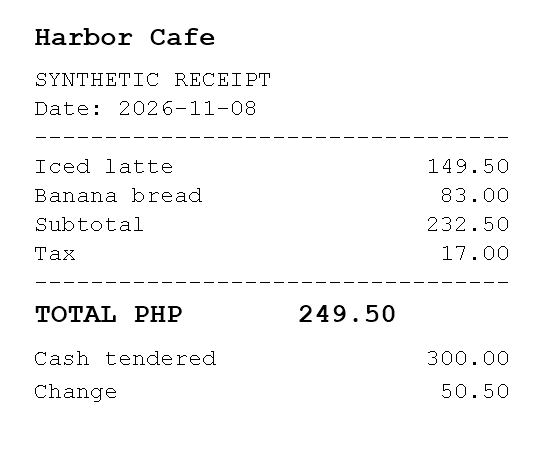 Harbor Cafe
SYNTHETIC RECEIPT
Date: 2026-11-08
----------------------------------
Iced latte 149.50
Banana bread 83.00
Subtotal 232.50
Tax 17.00
----------------------------------
TOTAL PHP 249.50
Cash tendered 300.00
Change 50.50